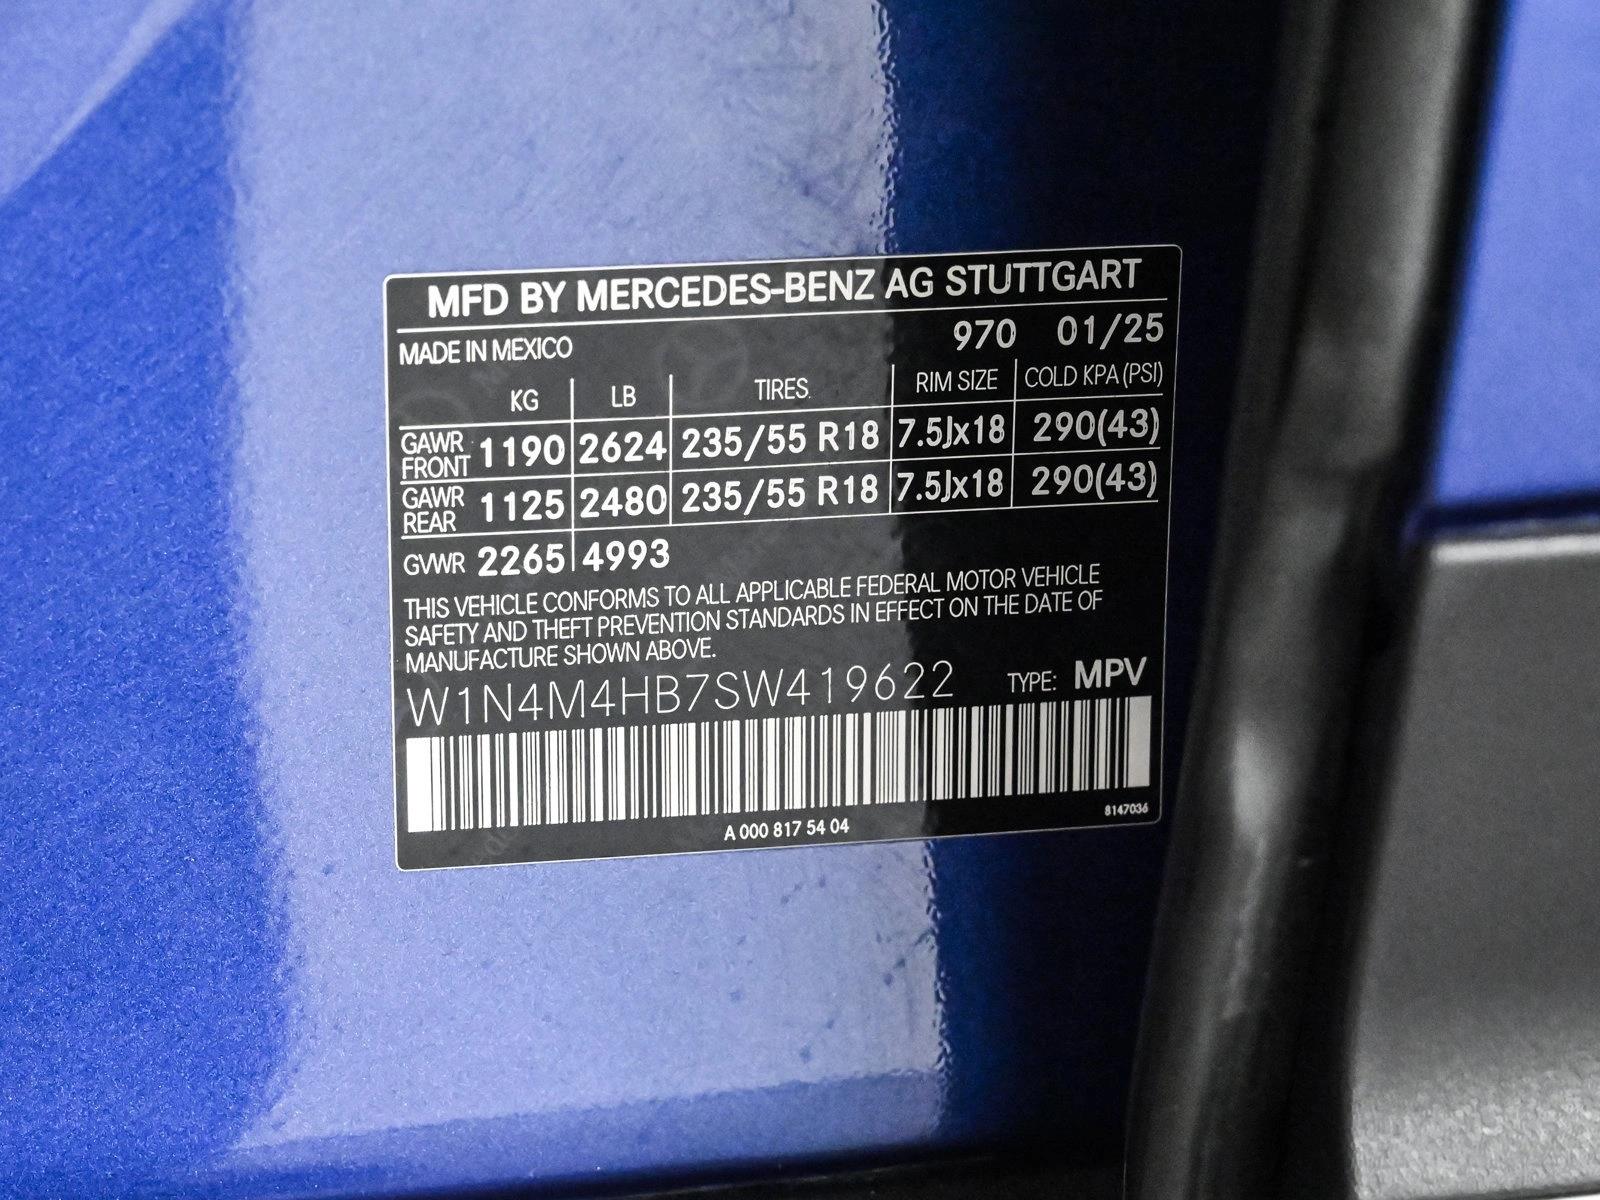 MFD BY MERCEDES-BENZ AG STUTTGART
MADE IN MEXICO 970 01/25
KG LB TIRES RIM SIZE COLD KPA (PSI)
GAWR FRONT 1190 2624 235/55 R18 7.5Jx18 290(43)
GAWR REAR 1125 2480 235/55 R18 7.5Jx18 290(43)
GVWR 2265 4993
THIS VEHICLE CONFORMS TO ALL APPLICABLE FEDERAL MOTOR VEHICLE
SAFETY AND THEFT PREVENTION STANDARDS IN EFFECT ON THE DATE OF
MANUFACTURE SHOWN ABOVE.
W1N4M4HB7SW419622 TYPE: MPV
A 000 817 54 04 8147036